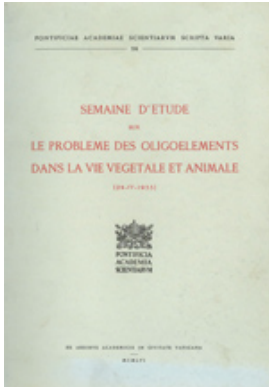 PONTIFICIAE ACADEMIAE SCIENTIARVM SCRIPTA VARIA
SEMAINE D'ETUDE
SUR
LE PROBLEME DES OLIGOELEMENTS
DANS LA VIE VEGETALE ET ANIMALE
PONTIFICIA
ACADEMIA
SCIENTIARVM
EX AEDIBVS ACADEMICIS IN CIVITATE VATICANA
MCMLVI